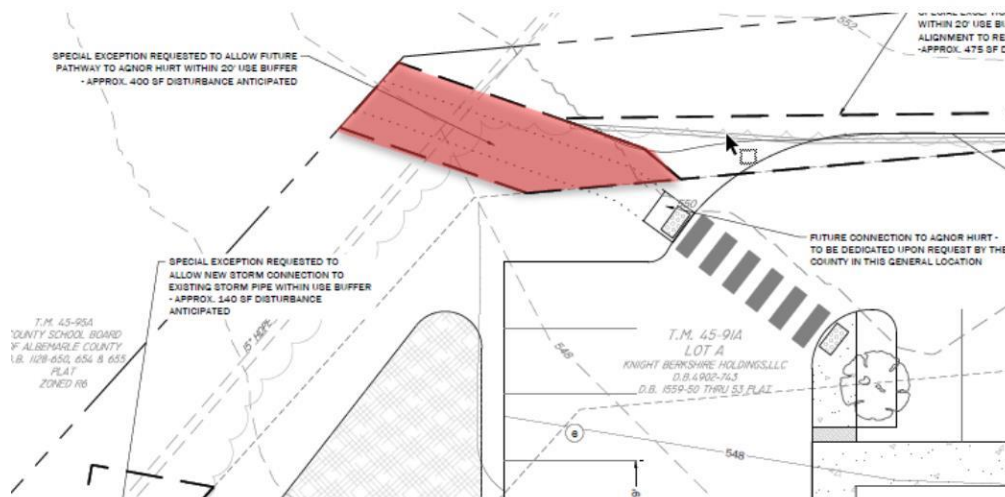 SPECIAL EXCEPTION REQUESTED TO ALLOW FUTURE
PATHWAY TO AGNOR HURT WITHIN 20' USE BUFFER
- APPROX. 400 SF DISTURBANCE ANTICIPATED
552
WITHIN 20' USE BU
ALIGNMENT TO RE
-APPROX. 475 SF D
550
FUTURE CONNECTION TO AGNOR HURT -
TO BE DEDICATED UPON REQUEST BY THE
COUNTY IN THIS GENERAL LOCATION
SPECIAL EXCEPTION REQUESTED TO
ALLOW NEW STORM CONNECTION TO
EXISTING STORM PIPE WITHIN USE BUFFER
- APPROX. 140 SF DISTURBANCE
ANTICIPATED
T.M. 45-95A
OUNTY SCHOOL BOARD
OF ALBEMARLE COUNTY
.B. 1128-650, 654 & 655
PLAT
ZONED R6
15" HDPE
548
T.M. 45-91A
LOT A
KNIGHT BERKSHIRE HOLDINGS,LLC
D.B.4902-743
D.B. 1559-50 THRU 53 PLAT
548